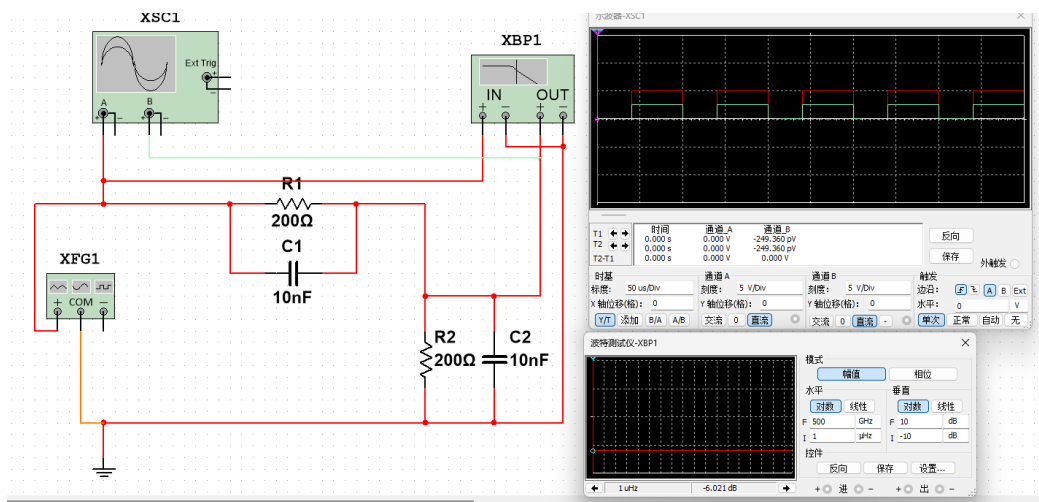 XSC1
Ext Trig
A
B
XBP1
IN
OUT
R1
200Ω
C1
10nF
XFG1
COM
R2
200Ω
C2
10nF
示波器-XSC1
时间 通道_A 通道_B
T1 0.000 s 0.000 V -249.360 pV
T2 0.000 s 0.000 V -249.360 pV
T2-T1 0.000 s 0.000 V 0.000 V
反向
保存
外触发
时基 通道 A 通道 B 触发
标度: 50 us/Div 刻度: 5 V/Div 刻度: 5 V/Div 边沿: A B Ext
X 轴位移(格): 0 Y 轴位移(格): 0 Y 轴位移(格): 0 水平: 0 V
Y/T 添加 B/A A/B 交流 0 直流 交流 0 直流 - 单次 正常 自动 无
波特测试仪-XBP1
模式
幅值 相位
水平 垂直
对数 线性 对数 线性
F 500 GHz F 10 dB
I 1 µHz I -10 dB
控件
反向 保存 设置...
1 uHz -6.021 dB + 进 - + 出 -